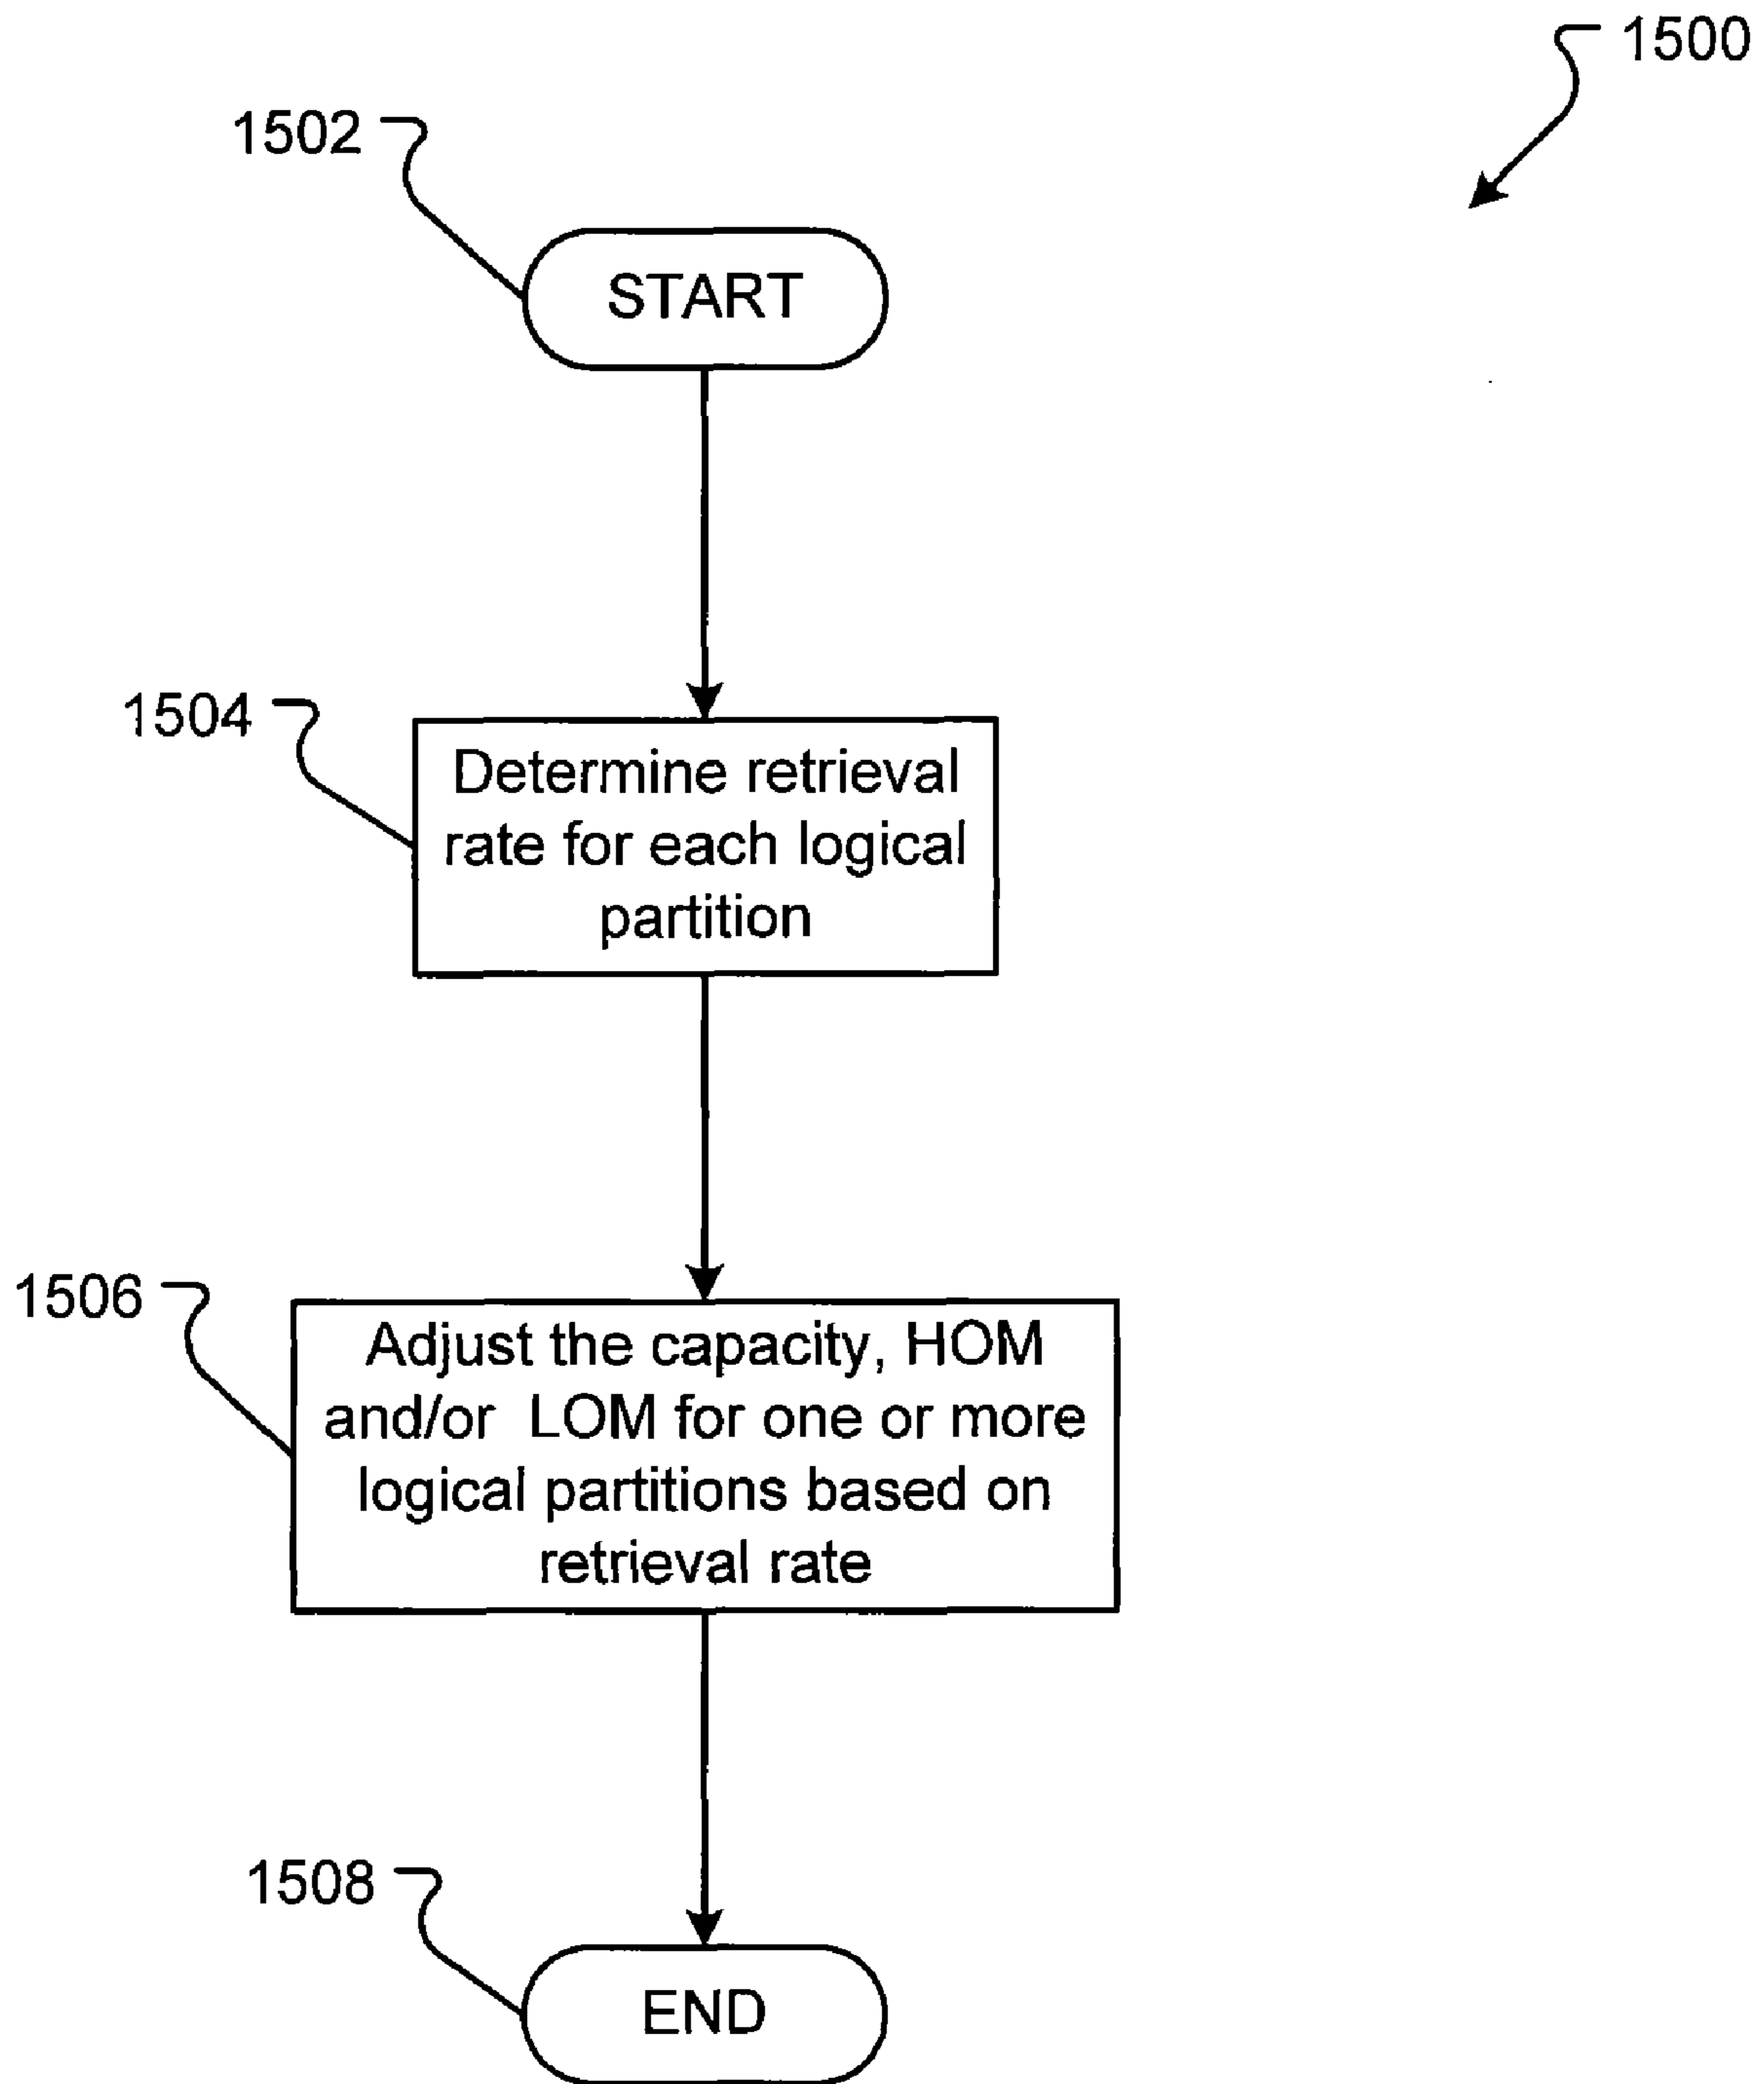 1500
1502
START
1504
Determine retrieval
rate for each logical
partition
1506
Adjust the capacity, HOM
and/or LOM for one or more
logical partitions based on
retrieval rate
1508
END